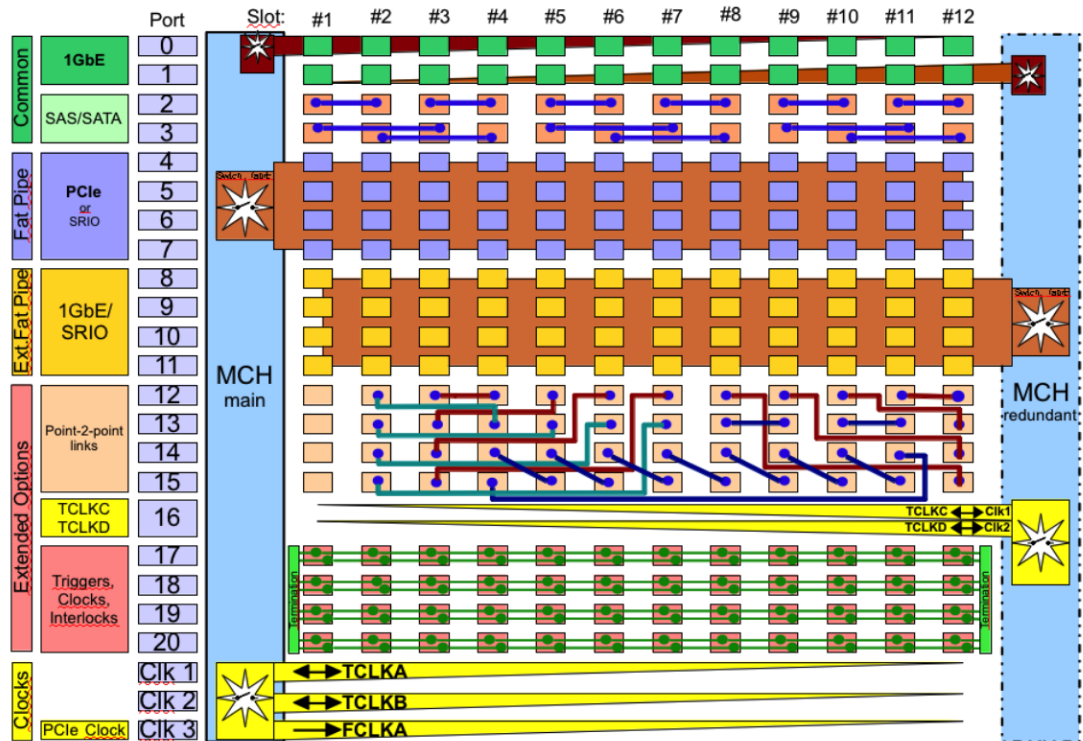 Port
Slot:
#1
#2
#3
#4
#5
#6
#7
#8
#9
#10
#11
#12
Common
1GbE
0
1
SAS/SATA
2
3
Fat Pipe
PCIe
or
SRIO
4
5
6
7
Switch fabric
Ext.Fat Pipe
1GbE/
SRIO
8
9
10
11
Switch fabric
MCH
main
MCH
redundant
Extended Options
Point-2-point
links
12
13
14
15
TCLKC
TCLKD
16
TCLKC
Clk1
TCLKD
Clk2
Triggers,
Clocks,
Interlocks
17
18
19
20
Termination
Termination
Clocks
Clk 1
TCLKA
Clk 2
TCLKB
PCIe Clock
Clk 3
FCLKA